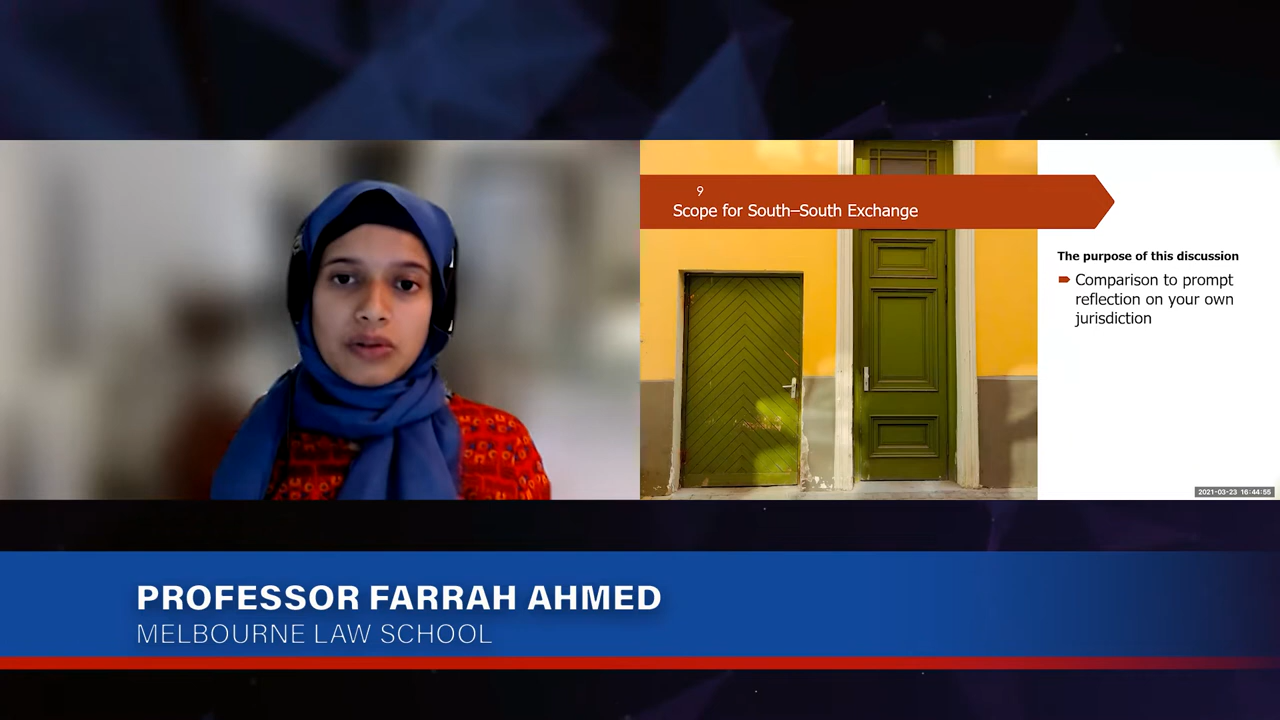 9
Scope for South–South Exchange
The purpose of this discussion
Comparison to prompt
reflection on your own
jurisdiction
2021-03-23 16:44:55
PROFESSOR FARRAH AHMED
MELBOURNE LAW SCHOOL